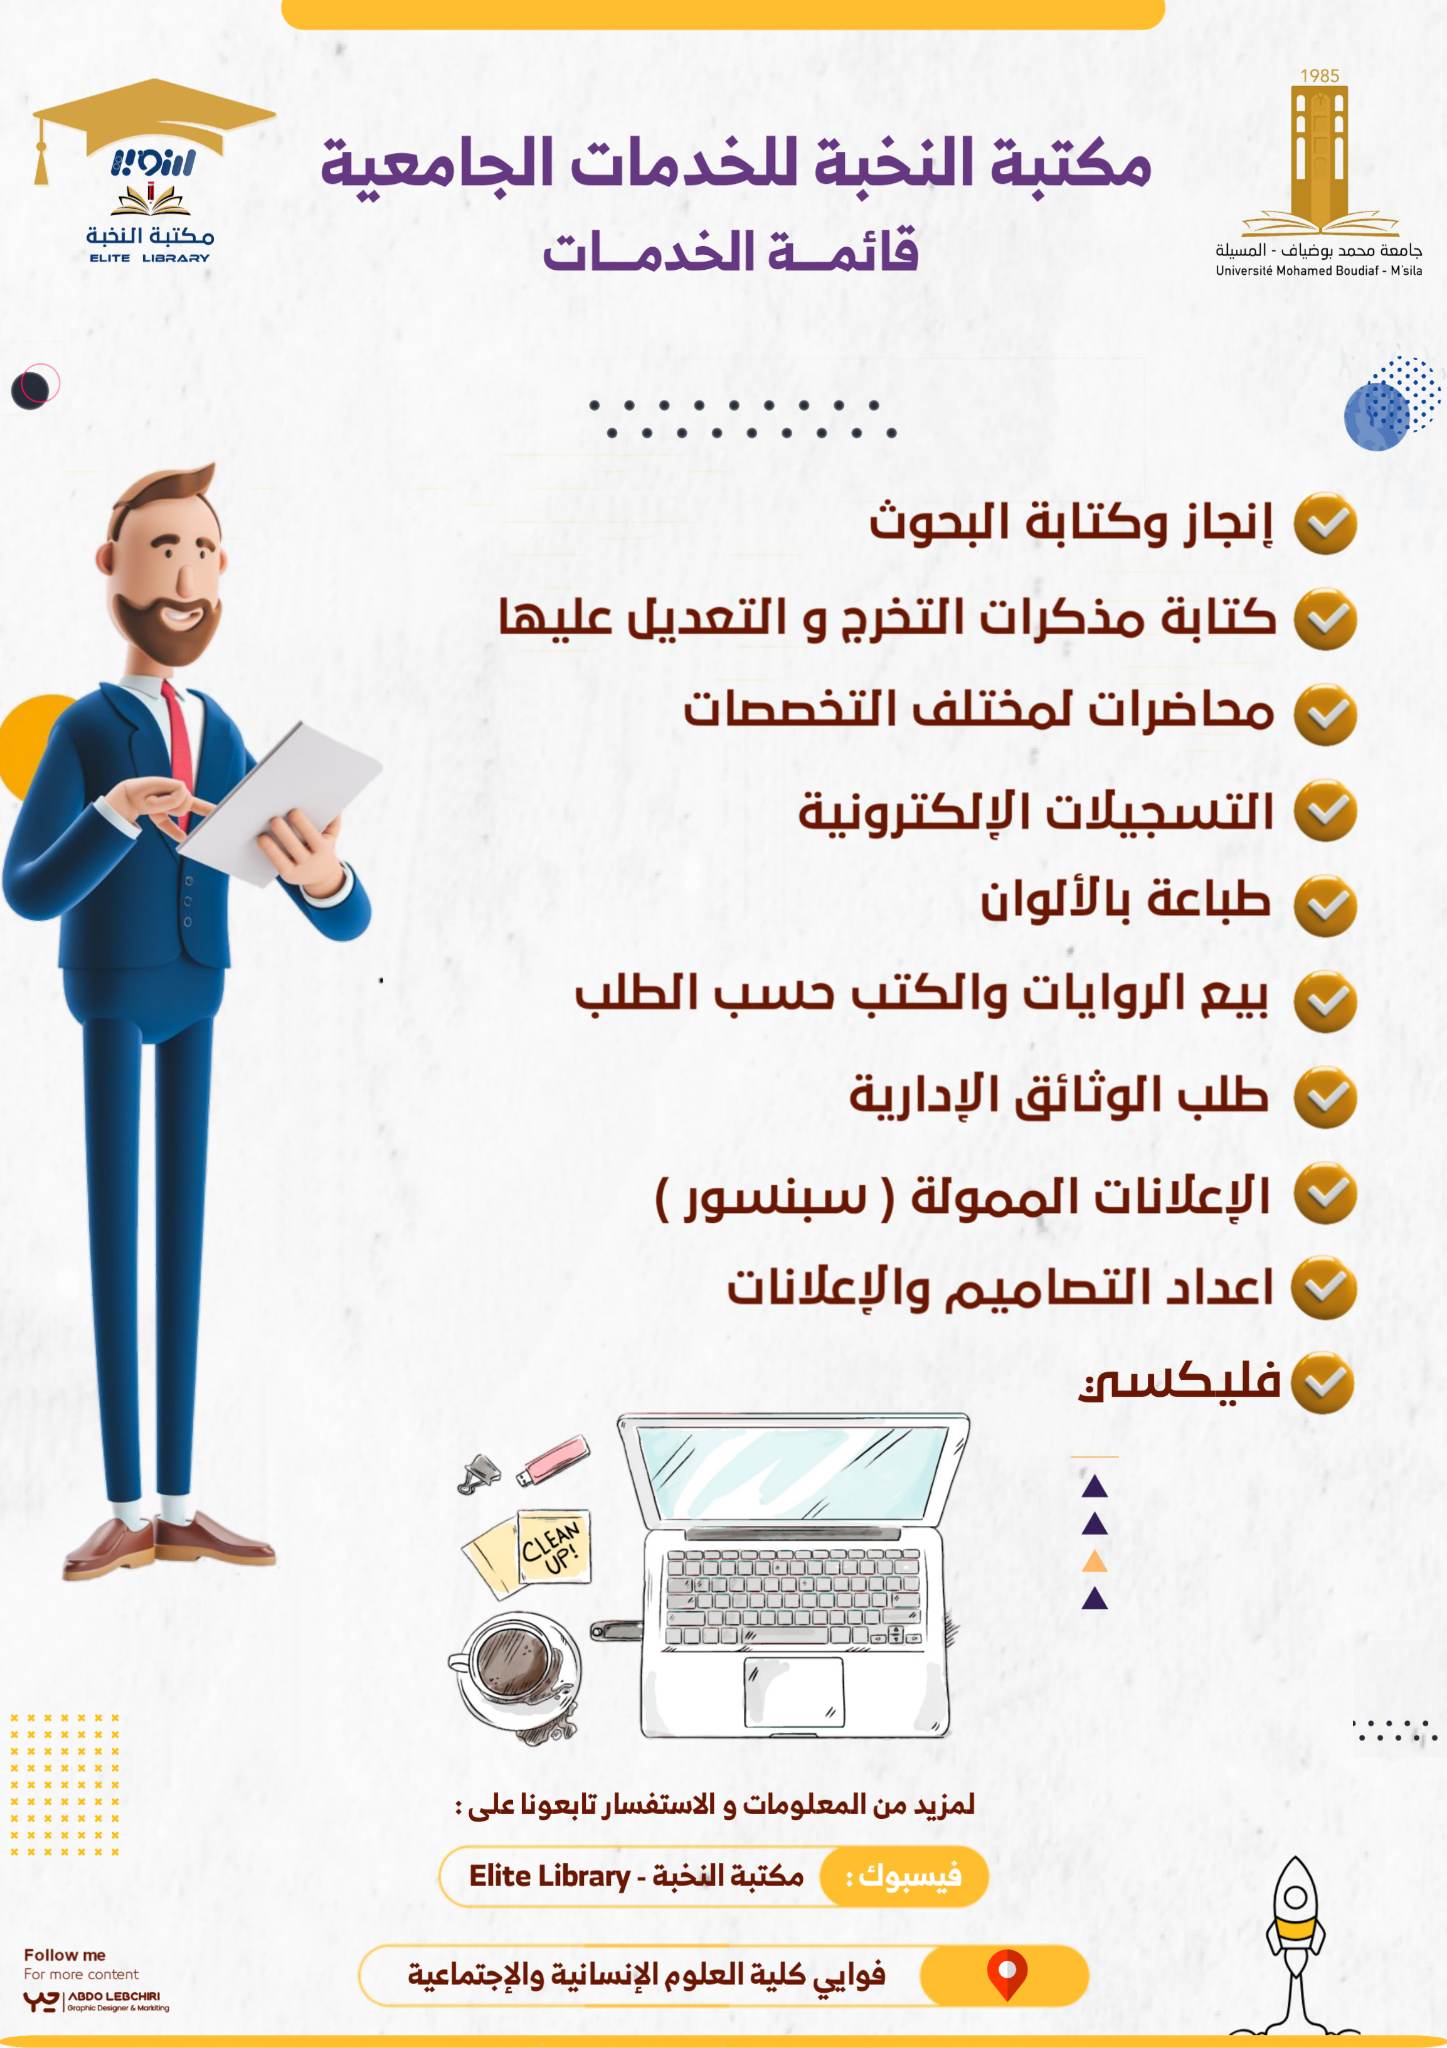 1985
جامعة محمد بوضياف - المسيلة
Université Mohamed Boudiaf - M'sila
مكتبة النخبة
ELITE LIBRARY
مكتبة النخبة للخدمات الجامعية
قائمـــة الخدمـــات
إنجاز وكتابة البحوث
كتابة مذكرات التخرج و التعديل عليها
محاضرات لمختلف التخصصات
التسجيلات الإلكترونية
طباعة بالألوان
بيع الروايات والكتب حسب الطلب
طلب الوثائق الإدارية
الإعلانات الممولة ( سبنسور )
اعداد التصاميم والإعلانات
فليكسي
CLEAN
UP!
لمزيد من المعلومات و الاستفسار تابعونا على :
فيسبوك : مكتبة النخبة - Elite Library
فوايي كلية العلوم الإنسانية والإجتماعية
Follow me
For more content
ABDO LEBCHIRI
Graphic Designer & Markiting